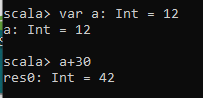 scala> var a: Int = 12
a: Int = 12
scala> a+30
res0: Int = 42